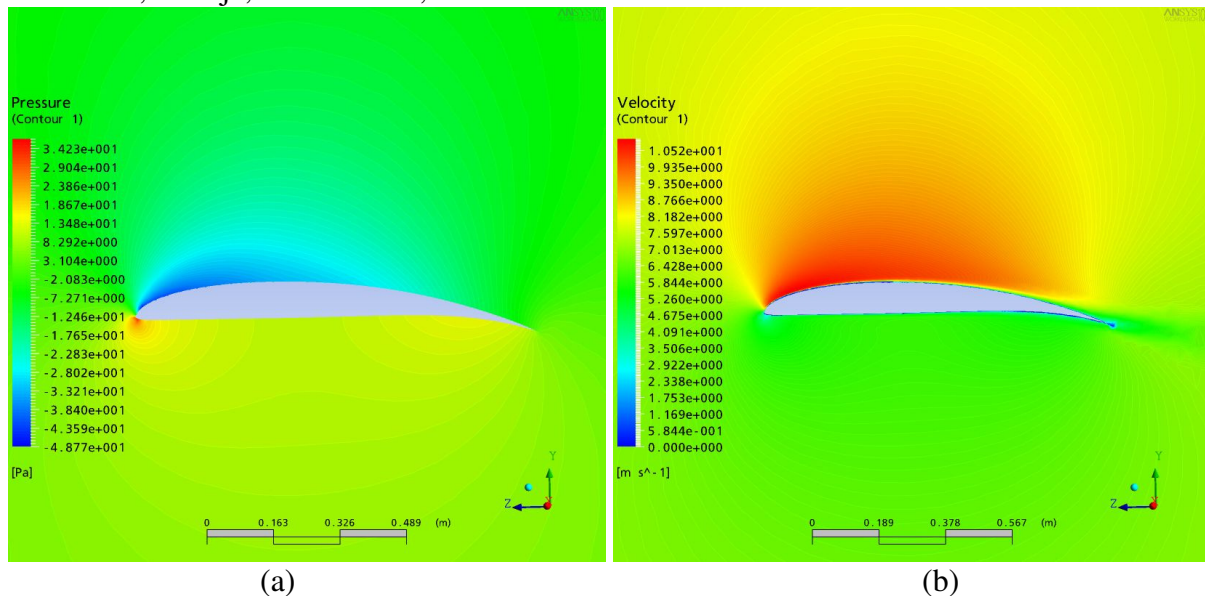 Pressure
(Contour 1)
3.423e+001
2.904e+001
2.386e+001
1.867e+001
1.348e+001
8.292e+000
3.104e+000
-2.083e+000
-7.271e+000
-1.246e+001
-1.765e+001
-2.283e+001
-2.802e+001
-3.321e+001
-3.840e+001
-4.359e+001
-4.877e+001
[Pa]
0 0.163 0.326 0.489 (m)
Y
Z
X
(a)
Velocity
(Contour 1)
1.052e+001
9.935e+000
9.350e+000
8.766e+000
8.182e+000
7.597e+000
7.013e+000
6.428e+000
5.844e+000
5.260e+000
4.675e+000
4.091e+000
3.506e+000
2.922e+000
2.338e+000
1.753e+000
1.169e+000
5.844e-001
0.000e+000
[m s^-1]
0 0.189 0.378 0.567 (m)
Y
Z
X
(b)